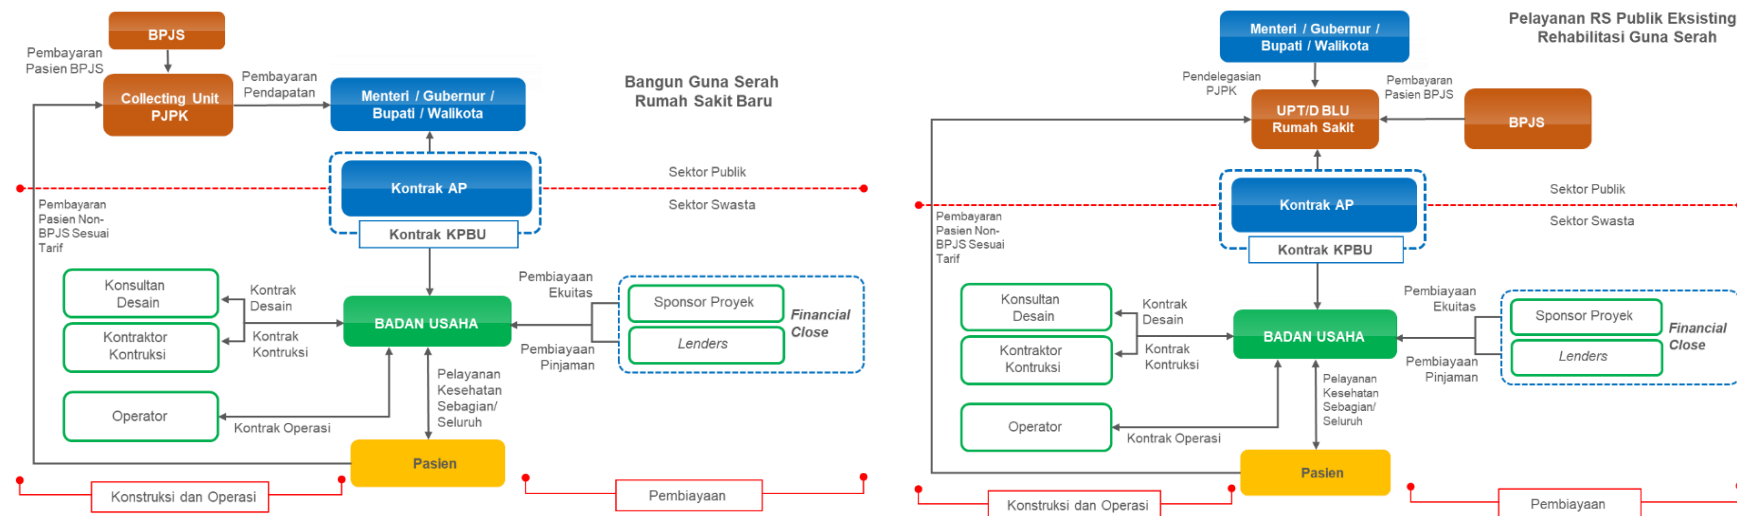 BPJS
Pembayaran
Pasien BPJS
Collecting Unit
PJPK
Pembayaran
Pendapatan
Menteri / Gubernur /
Bupati / Walikota
Bangun Guna Serah
Rumah Sakit Baru
Kontrak AP
Sektor Publik
Sektor Swasta
Kontrak KPBU
Pembayaran
Pasien Non-
BPJS Sesuai
Tarif
Konsultan
Desain
Kontrak
Desain
Kontraktor
Kontruksi
Kontrak
Kontruksi
BADAN USAHA
Pembiayaan
Ekuitas
Pembiayaan
Pinjaman
Sponsor Proyek
Lenders
Financial
Close
Operator
Kontrak Operasi
Pelayanan
Kesehatan
Sebagian/
Seluruh
Pasien
Konstruksi dan Operasi
Pembiayaan
Menteri / Gubernur /
Bupati / Walikota
Pelayanan RS Publik Eksisting
Rehabilitasi Guna Serah
Pendelegasian
PJPK
Pembayaran
Pasien BPJS
UPT/D BLU
Rumah Sakit
BPJS
Kontrak AP
Sektor Publik
Sektor Swasta
Kontrak KPBU
Pembayaran
Pasien Non-
BPJS Sesuai
Tarif
Konsultan
Desain
Kontrak
Desain
Kontraktor
Kontruksi
Kontrak
Kontruksi
BADAN USAHA
Pembiayaan
Ekuitas
Pembiayaan
Pinjaman
Sponsor Proyek
Lenders
Financial
Close
Operator
Kontrak Operasi
Pelayanan
Kesehatan
Sebagian/
Seluruh
Pasien
Konstruksi dan Operasi
Pembiayaan